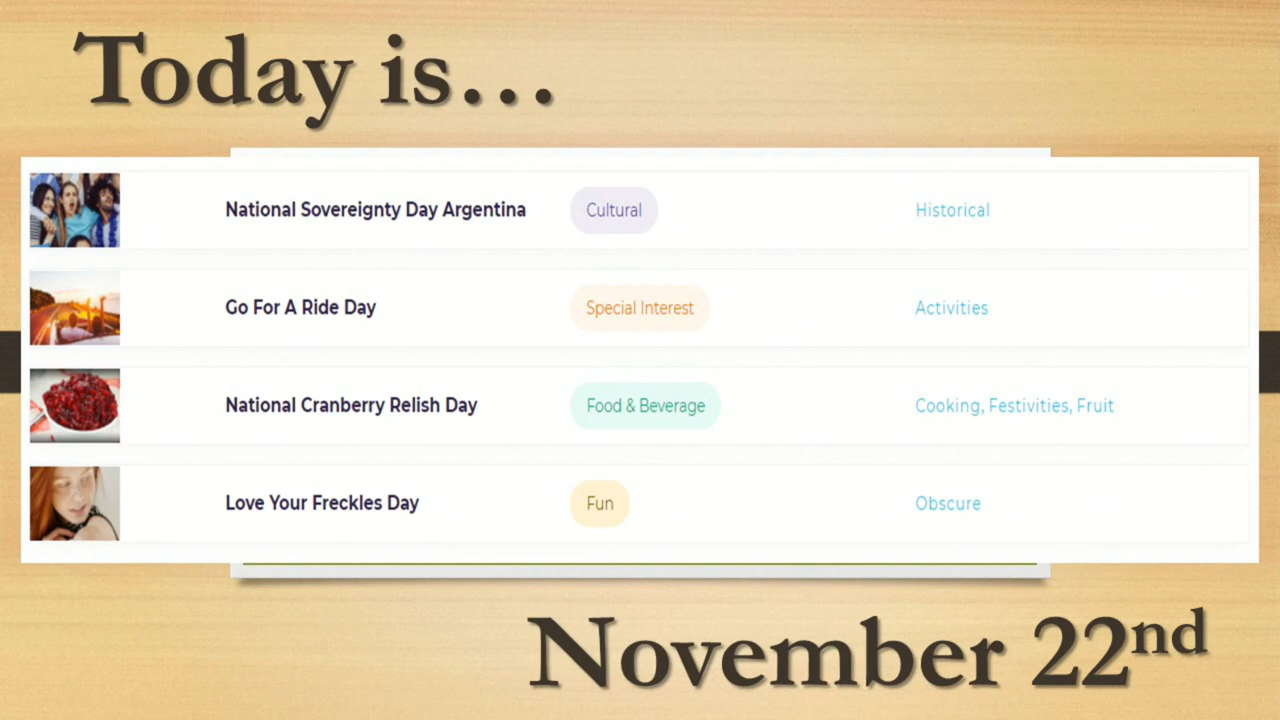 Today is…
National Sovereignty Day Argentina Cultural Historical
Go For A Ride Day Special Interest Activities
National Cranberry Relish Day Food & Beverage Cooking, Festivities, Fruit
Love Your Freckles Day Fun Obscure
November 22nd